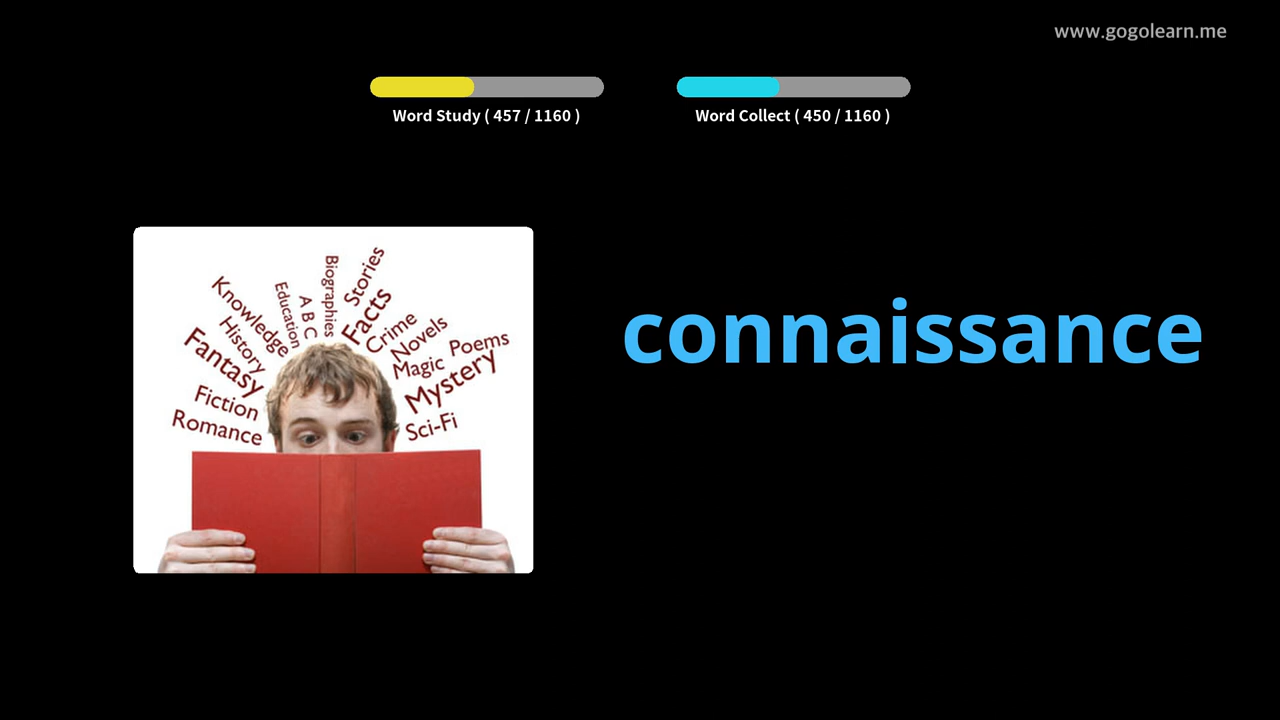 www.gogolearn.me
Word Study ( 457 / 1160 )
Word Collect ( 450 / 1160 )
connaissance
Stories
Biographies
Facts
A B C
Education
Knowledge
History
Fantasy
Fiction
Romance
Crime
Novels
Poems
Magic
Mystery
Sci-Fi